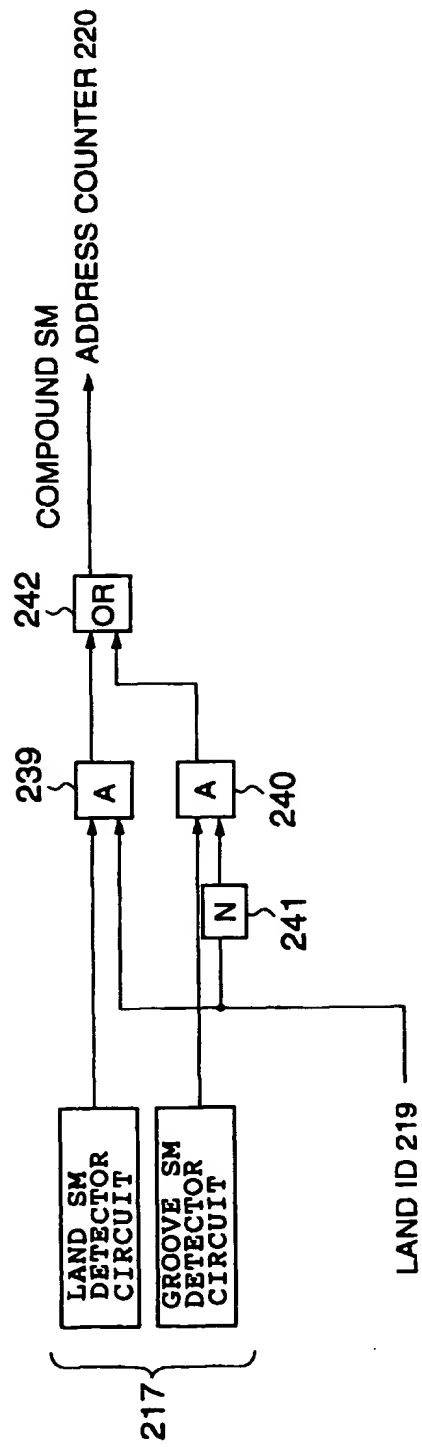 217
LAND SM
DETECTOR
CIRCUIT
GROOVE SM
DETECTOR
CIRCUIT
LAND ID 219
239
A
A
240
N
241
242
OR
COMPOUND SM
ADDRESS COUNTER 220